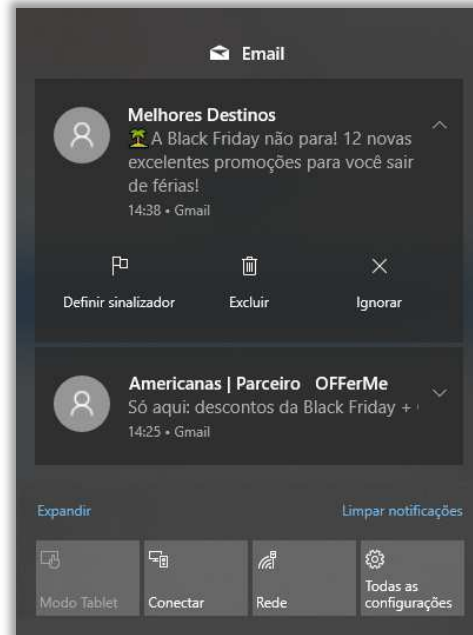 Email
Melhores Destinos
🏝 A Black Friday não para! 12 novas
excelentes promoções para você sair
de férias!
14:38 • Gmail
Definir sinalizador Excluir Ignorar
Americanas | Parceiro OFFerMe
Só aqui: descontos da Black Friday +
14:25 • Gmail
Expandir Limpar notificações
Modo Tablet Conectar Rede Todas as
configurações